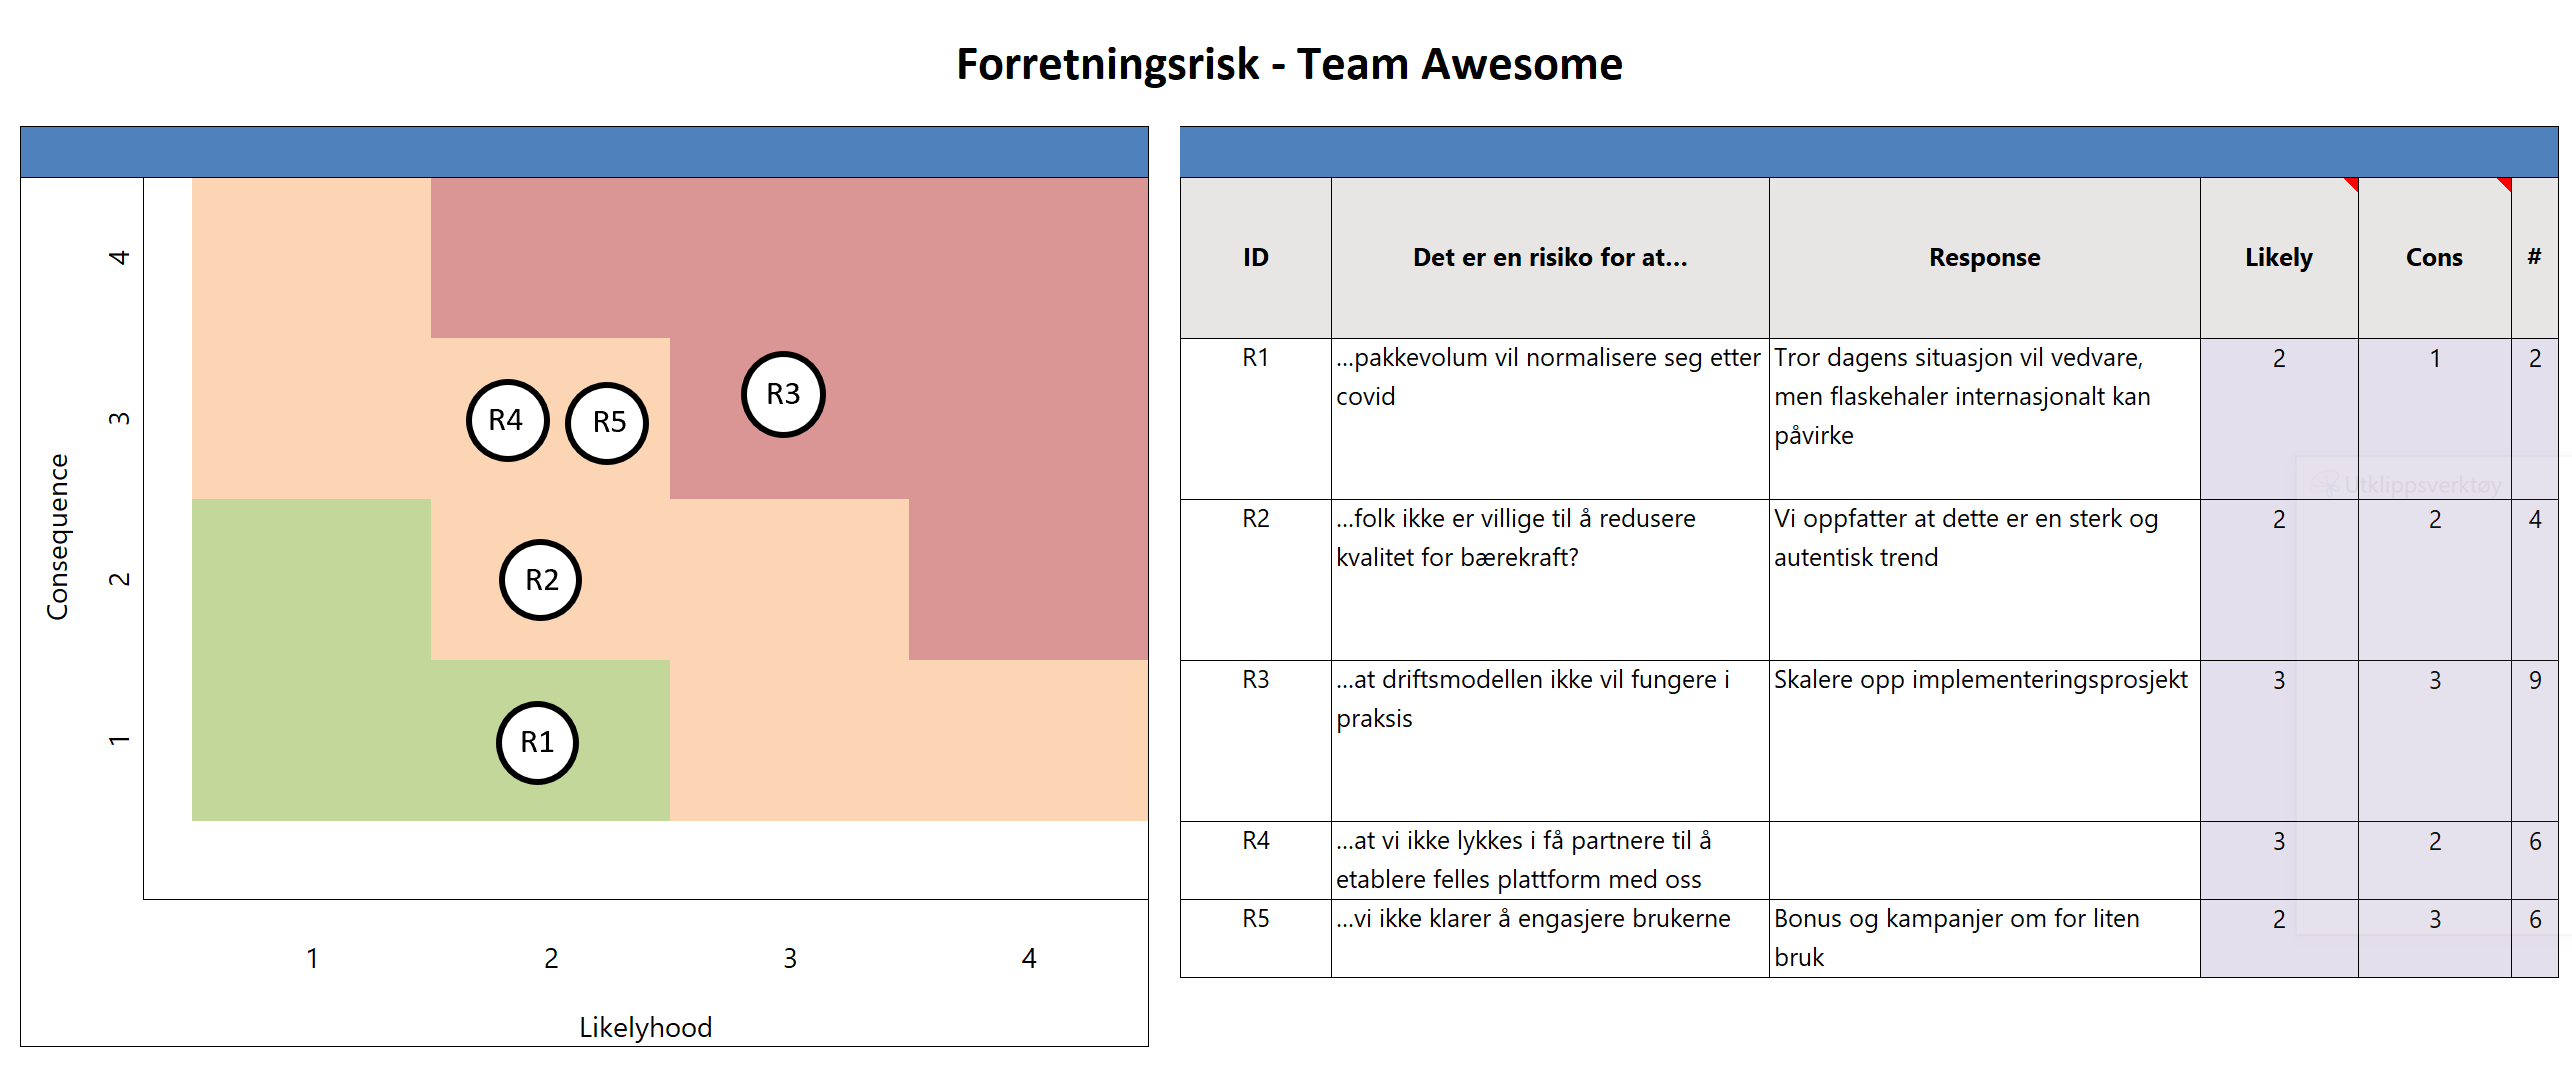 Forretningsrisk - Team Awesome
Consequence
4
3
2
1
R4
R5
R3
R2
R1
1 2 3 4
Likelyhood
ID Det er en risiko for at... Response Likely Cons #
R1 ...pakkevolum vil normalisere seg etter Tror dagens situasjon vil vedvare, 2 1 2
covid men flaskehaler internasjonalt kan
påvirke
Utklippsverktøy
R2 ...folk ikke er villige til å redusere Vi oppfatter at dette er en sterk og 2 2 4
kvalitet for bærekraft? autentisk trend
R3 ...at driftsmodellen ikke vil fungere i Skalere opp implementeringsprosjekt 3 3 9
praksis
R4 ...at vi ikke lykkes i få partnere til å 3 2 6
etablere felles plattform med oss
R5 ...vi ikke klarer å engasjere brukerne Bonus og kampanjer om for liten 2 3 6
bruk